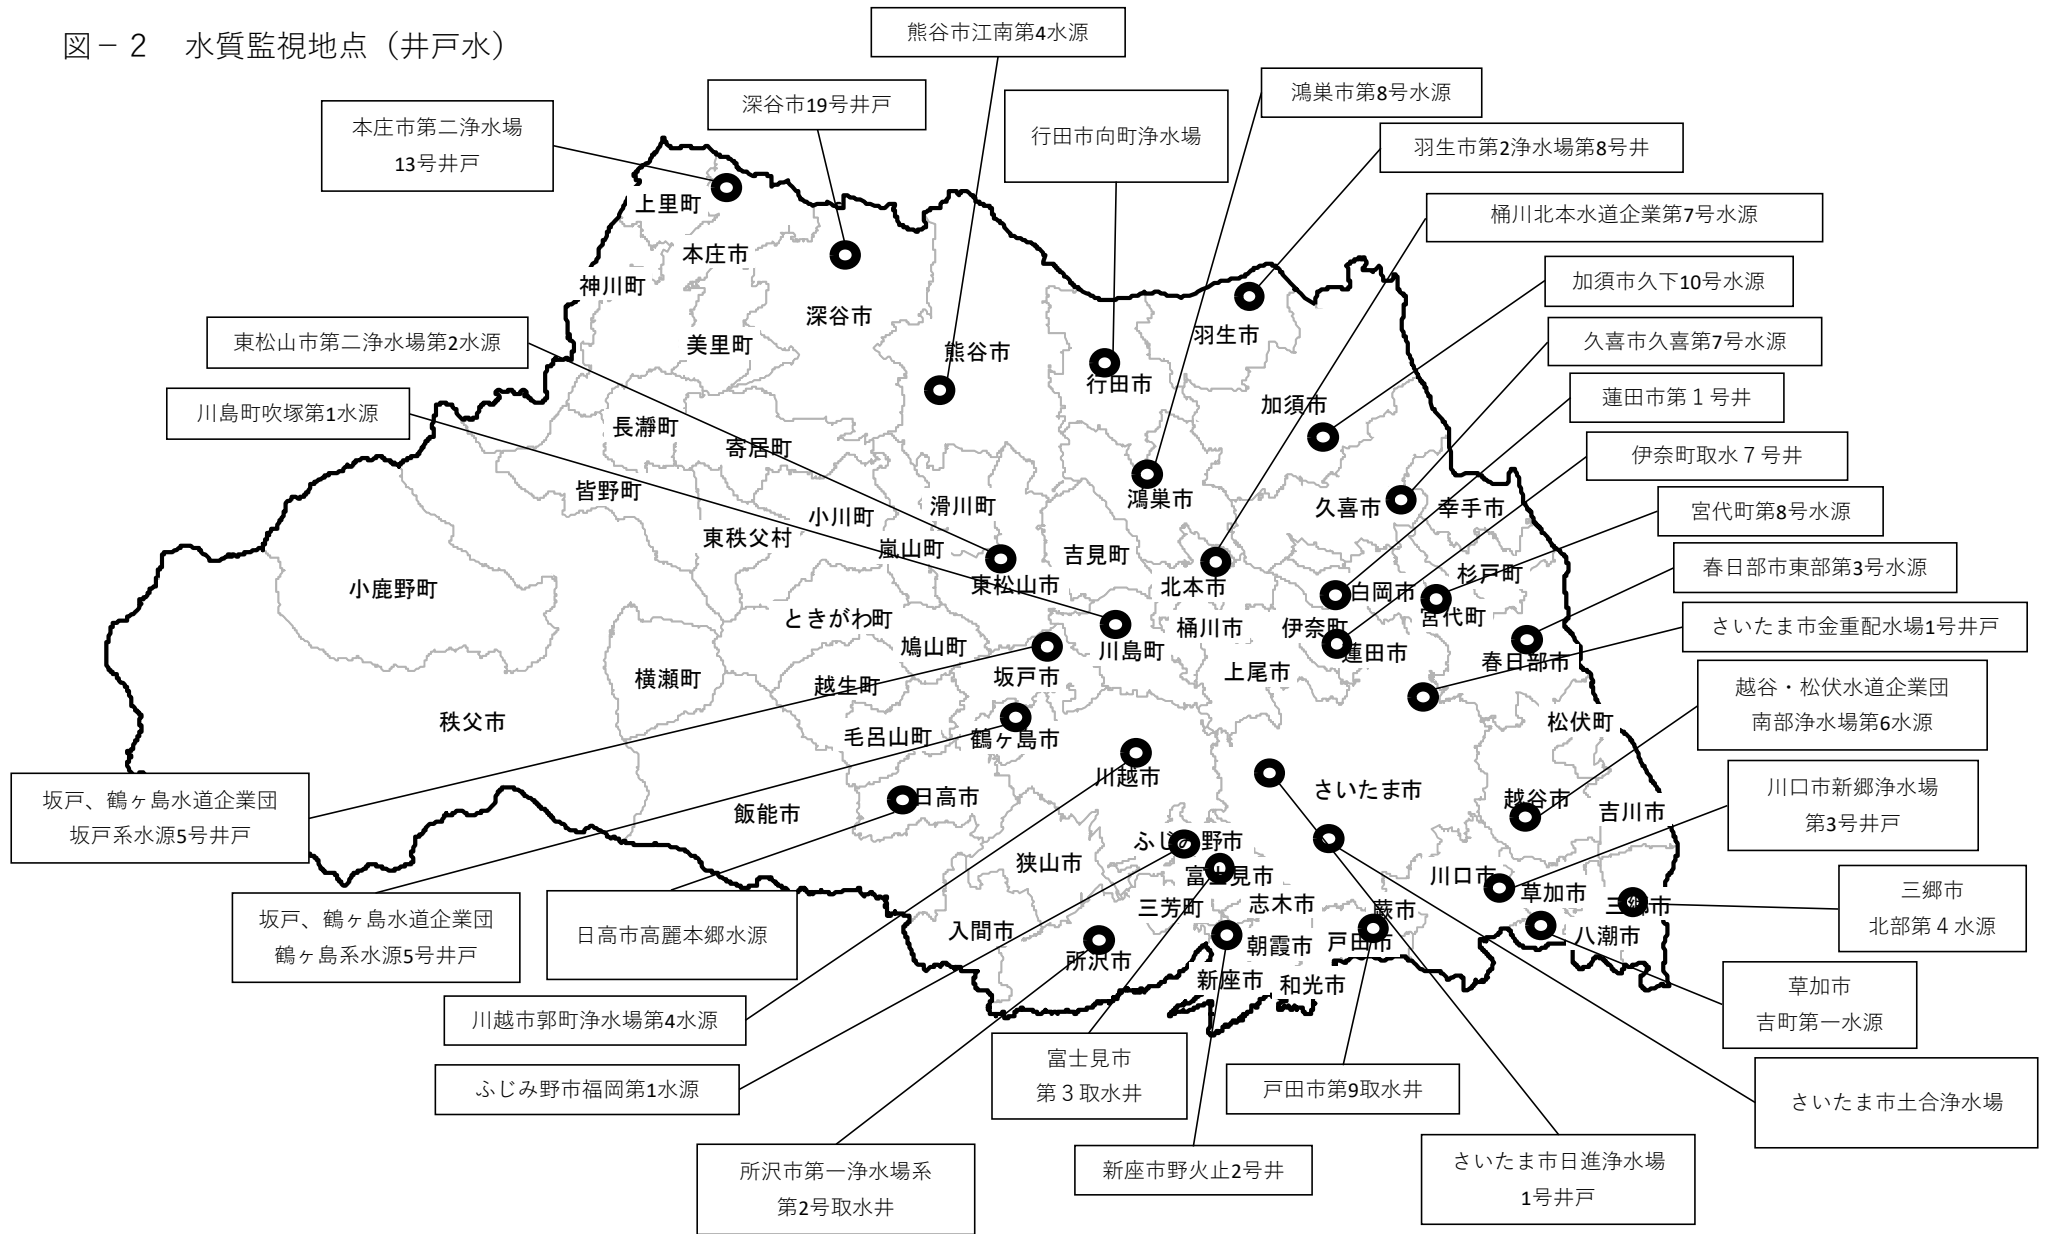 図－２　水質監視地点（井戸水）
熊谷市江南第4水源
深谷市19号井戸
本庄市第二浄水場
13号井戸
行田市向町浄水場
鴻巣市第8号水源
羽生市第2浄水場第8号井
桶川北本水道企業第7号水源
加須市久下10号水源
久喜市久喜第7号水源
蓮田市第１号井
伊奈町取水７号井
宮代町第8号水源
春日部市東部第3号水源
さいたま市金重配水場1号井戸
越谷・松伏水道企業団
南部浄水場第6水源
川口市新郷浄水場
第3号井戸
三郷市
北部第４水源
草加市
吉町第一水源
さいたま市土合浄水場
さいたま市日進浄水場
1号井戸
戸田市第9取水井
新座市野火止2号井
富士見市
第３取水井
所沢市第一浄水場系
第2号取水井
ふじみ野市福岡第1水源
川越市郭町浄水場第4水源
日高市高麗本郷水源
坂戸、鶴ヶ島水道企業団
鶴ヶ島系水源5号井戸
坂戸、鶴ヶ島水道企業団
坂戸系水源5号井戸
川島町吹塚第1水源
東松山市第二浄水場第2水源
上里町
本庄市
神川町
深谷市
美里町
熊谷市
行田市
羽生市
加須市
長瀞町
寄居町
皆野町
小川町
滑川町
鴻巣市
久喜市
幸手市
東秩父村
嵐山町
吉見町
小鹿野町
東松山市
北本市
白岡市
杉戸町
宮代町
ときがわ町
桶川市
伊奈町
鳩山町
川島町
蓮田市
春日部市
横瀬町
越生町
坂戸市
上尾市
秩父市
毛呂山町
鶴ヶ島市
松伏町
川越市
さいたま市
飯能市
日高市
越谷市
吉川市
ふじみ野市
狭山市
富士見市
川口市
草加市
三芳町
志木市
蕨市
三郷市
入間市
所沢市
朝霞市
戸田市
八潮市
新座市
和光市